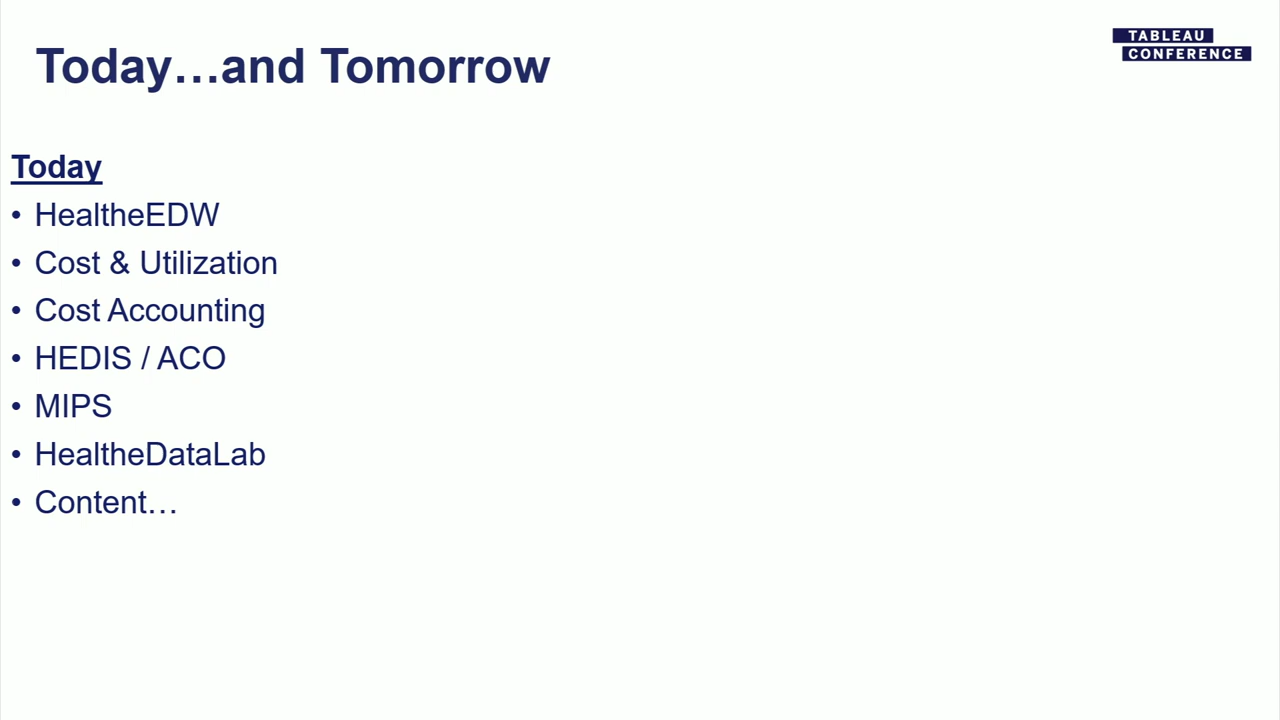 Today…and Tomorrow
TABLEAU
CONFERENCE
Today
• HealtheEDW
• Cost & Utilization
• Cost Accounting
• HEDIS / ACO
• MIPS
• HealtheDataLab
• Content…